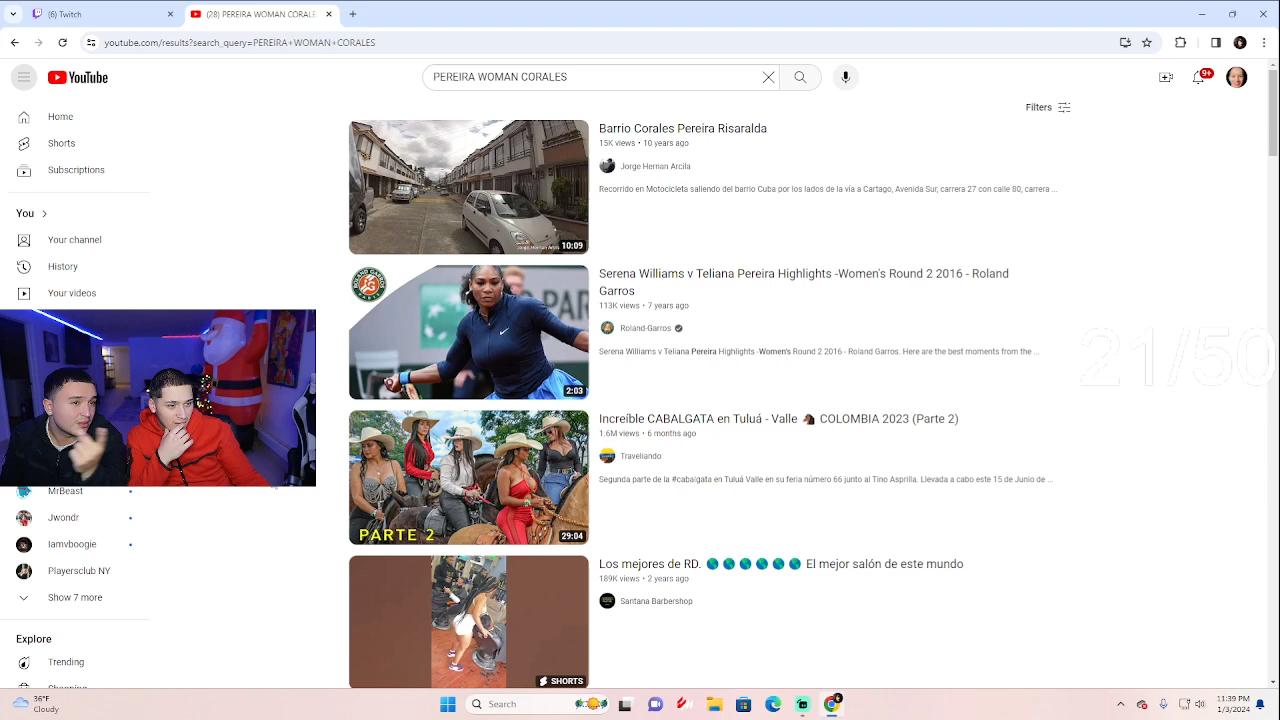 (6) Twitch
(28) PEREIRA WOMAN CORALE
youtube.com/results?search_query=PEREIRA+WOMAN+CORALES
YouTube
PEREIRA WOMAN CORALES
9+
Filters
Home
Shorts
Subscriptions
You
Your channel
History
Your videos
MrBeast
Jwondr
Iamvboogie
Playersclub NY
Show 7 more
Explore
Trending
Jorge Hernan Arcila
10:09
Barrio Corales Pereira Risaralda
15K views • 10 years ago
Jorge Hernan Arcila
Recorrido en Motocicleta saliendo del barrio Cuba por los lados de la vía a Cartago, Avenida Sur, carrera 27 con calle 80, carrera ...
ROLAND GARROS
2:03
Serena Williams v Teliana Pereira Highlights -Women's Round 2 2016 - Roland
Garros
113K views • 7 years ago
Roland-Garros
Serena Williams v Teliana Pereira Highlights -Women's Round 2 2016 - Roland Garros. Here are the best moments from the ...
21/50
PARTE 2
29:04
Increíble CABALGATA en Tuluá - Valle 🐴 COLOMBIA 2023 (Parte 2)
1.6M views • 6 months ago
Traveliando
Segunda parte de la #cabalgata en Tuluá Valle en su feria número 66 junto al Tino Asprilla. Llevada a cabo este 15 de Junio de ...
SHORTS
Los mejores de RD. 🌎🌎🌎🌎🌎🌎 El mejor salón de este mundo
189K views • 2 years ago
Santana Barbershop
36°F
Cloudy
Search
6
11:39 PM
1/3/2024